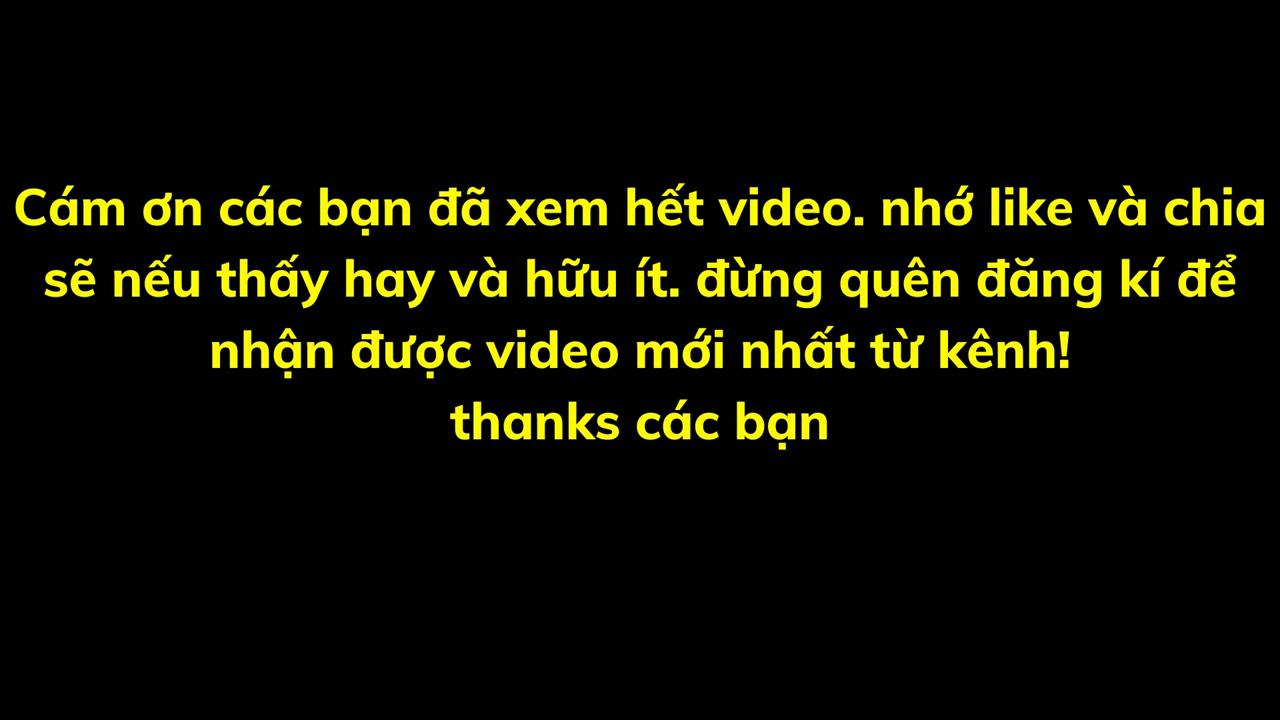 Cám ơn các bạn đã xem hết video. nhớ like và chia
sẽ nếu thấy hay và hữu ít. đừng quên đăng kí để
nhận được video mới nhất từ kênh!
thanks các bạn